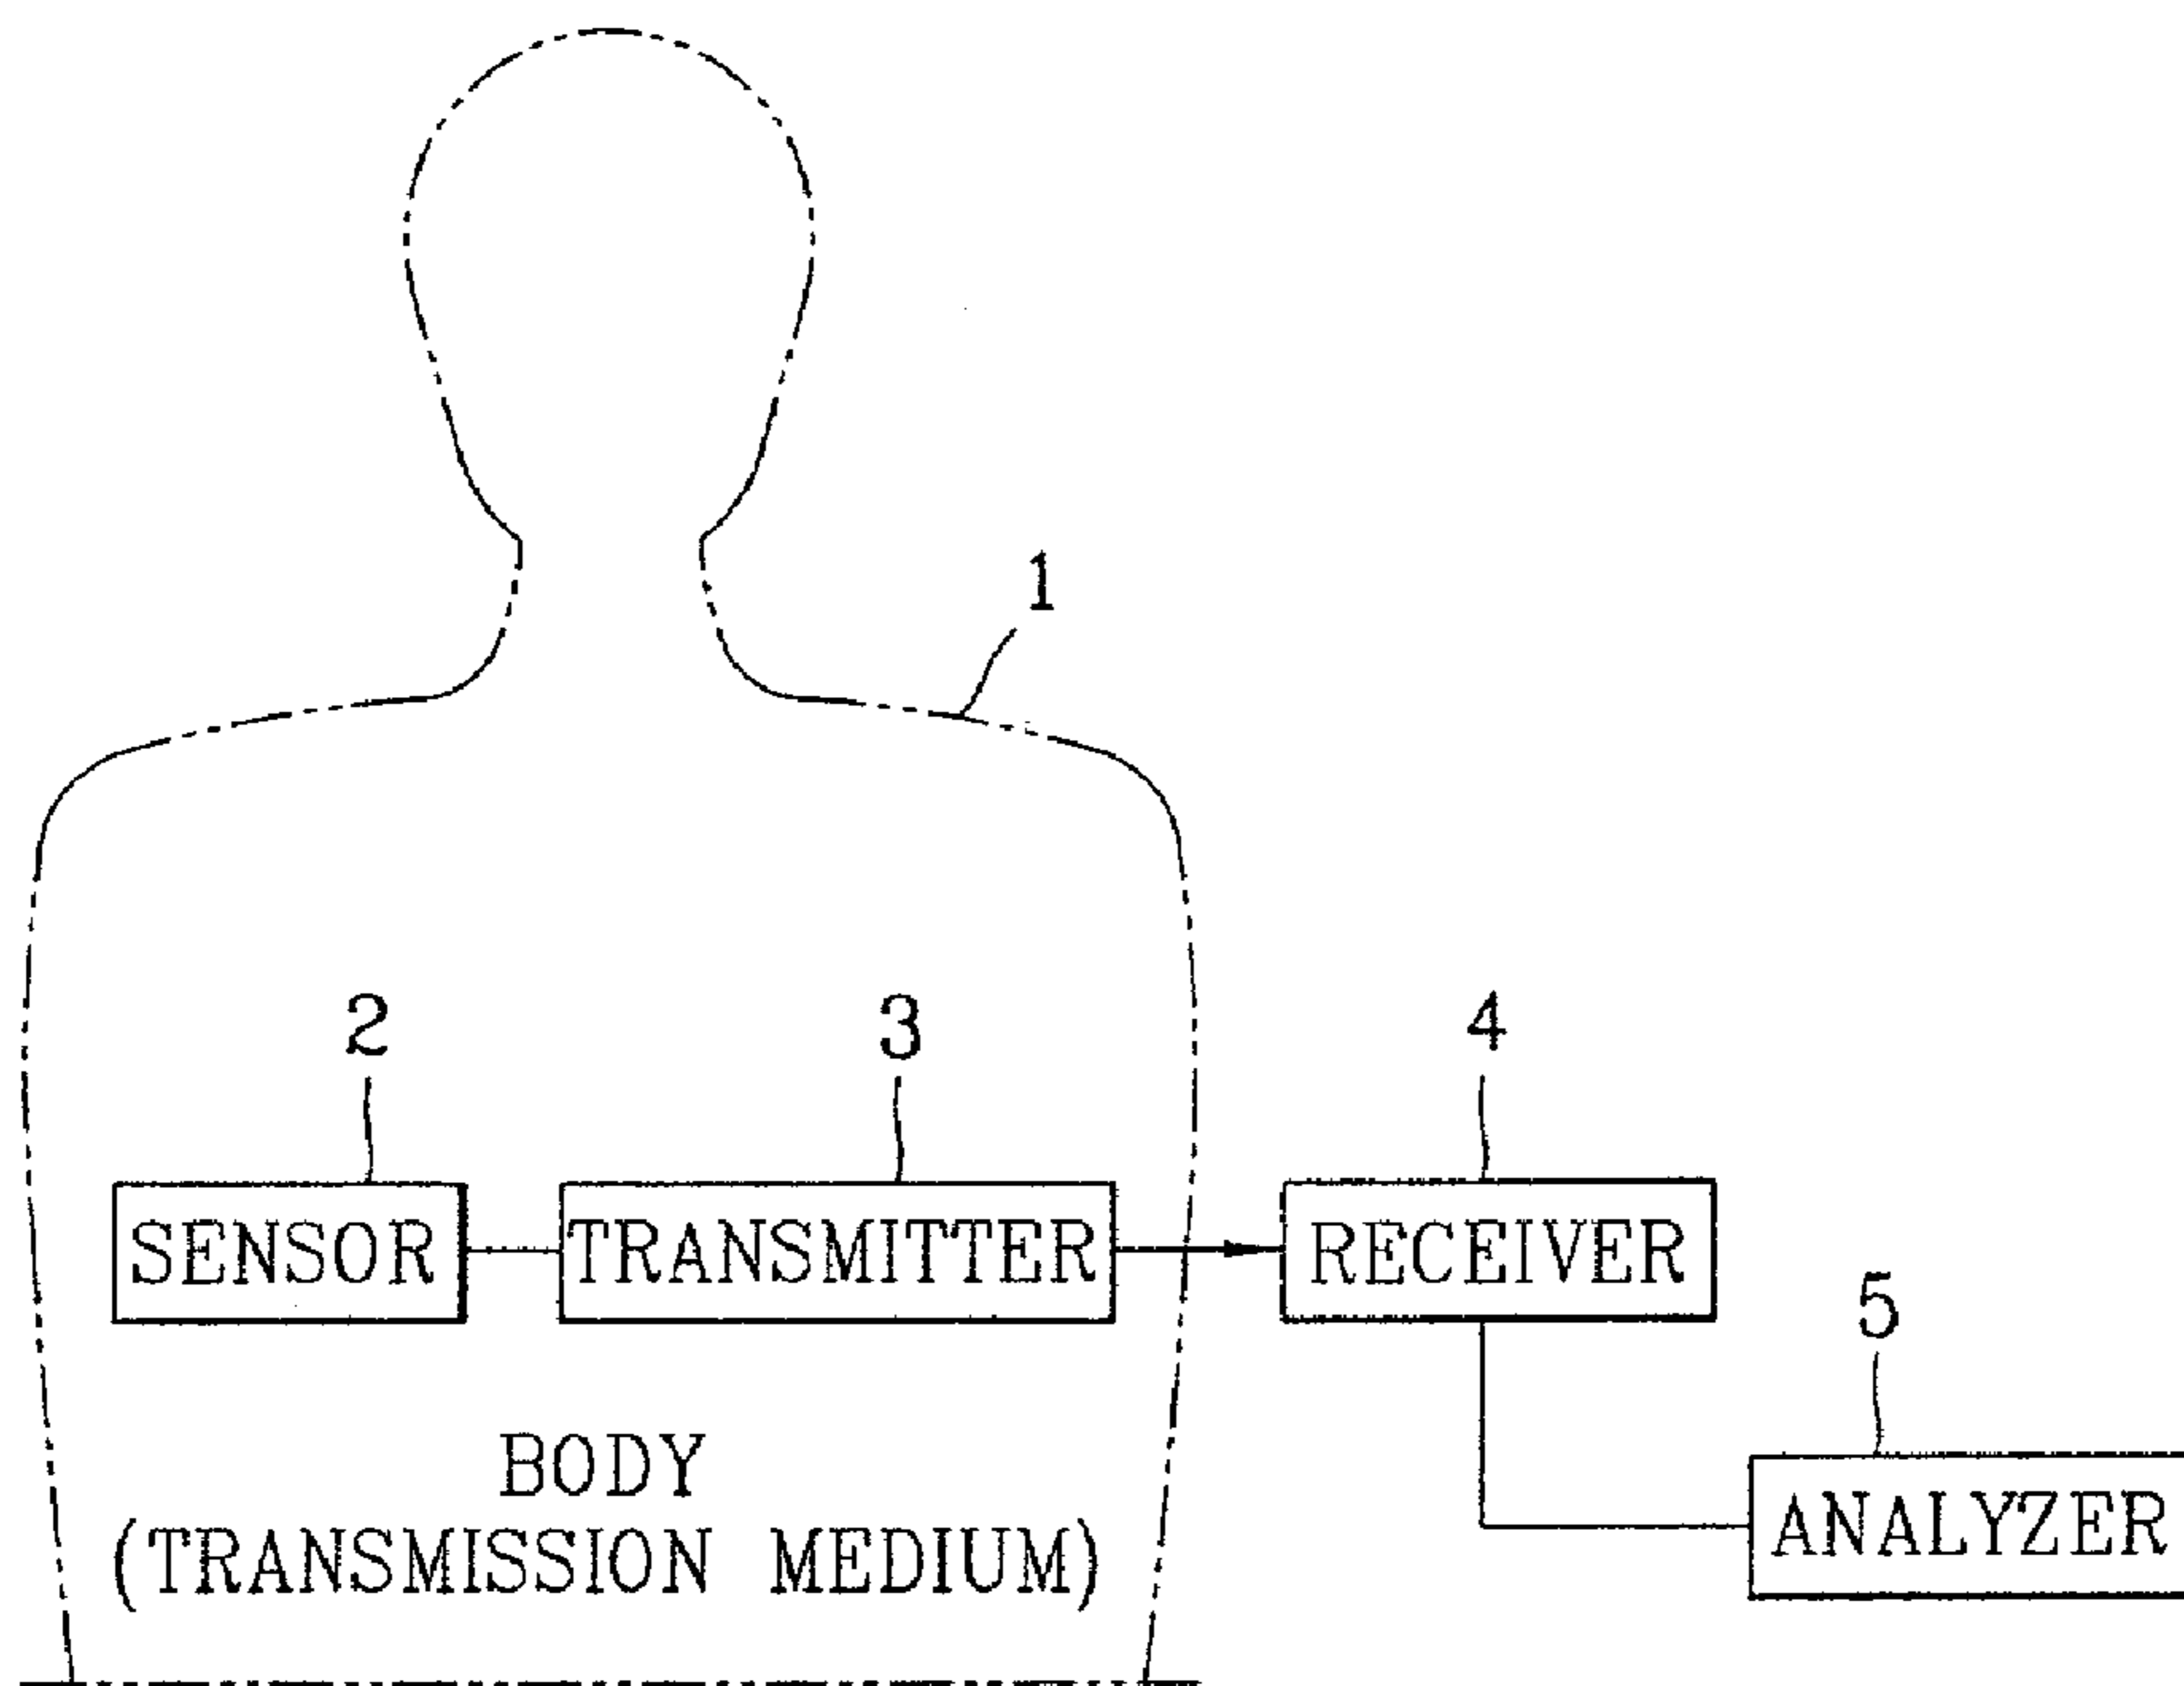 1
2
3
4
SENSOR
TRANSMITTER
RECEIVER
5
BODY
(TRANSMISSION MEDIUM)
ANALYZER